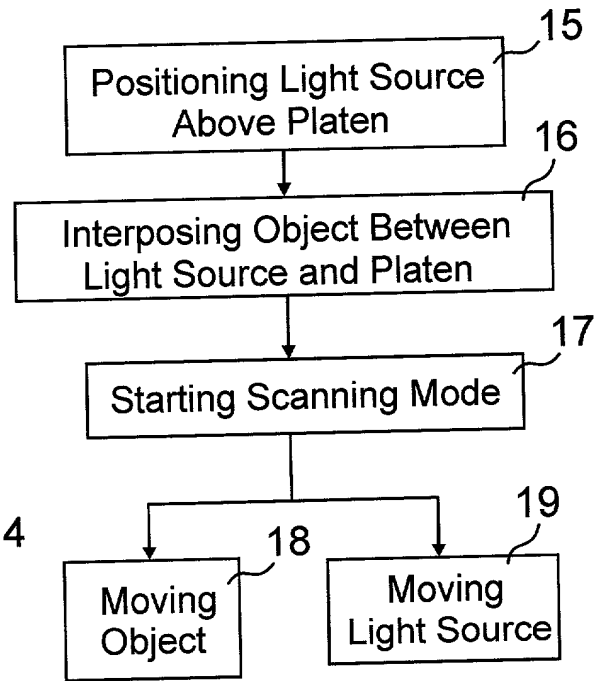 15
Positioning Light Source
Above Platen
16
Interposing Object Between
Light Source and Platen
17
Starting Scanning Mode
4
18
Moving
Object
19
Moving
Light Source